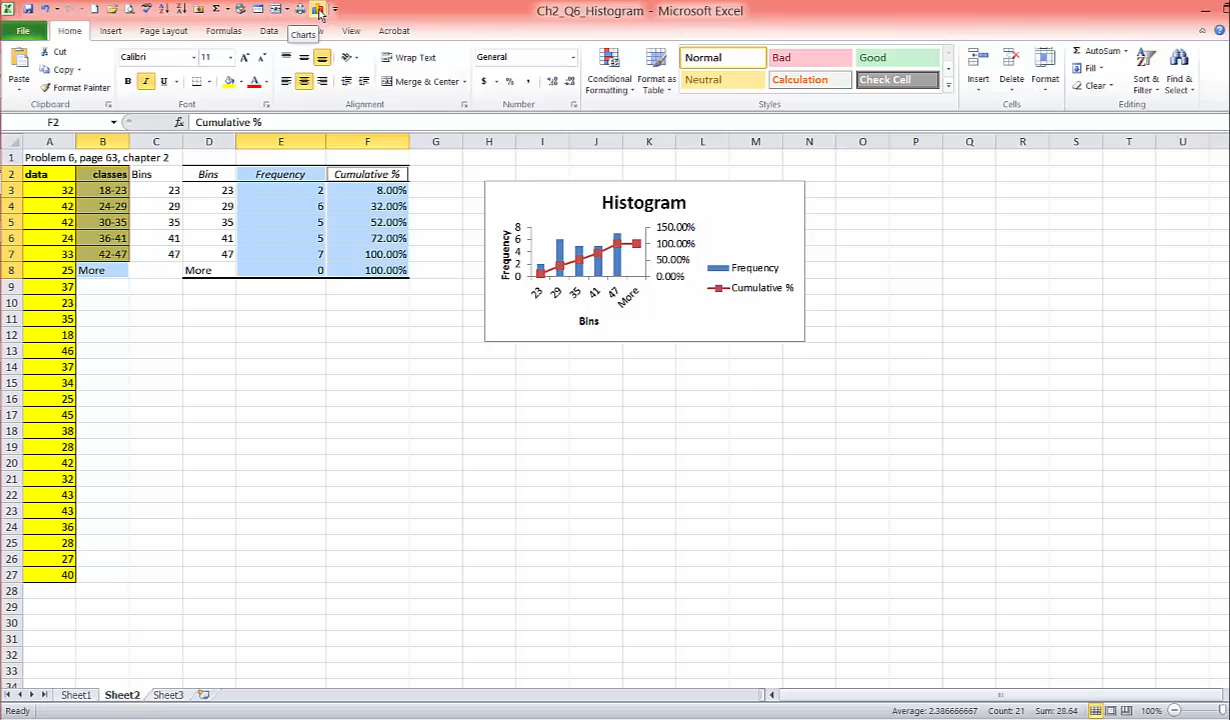 Ch2_Q6_Histogram - Microsoft Excel
File Home Insert Page Layout Formulas Data View Acrobat
Charts
Paste
Cut
Copy
Format Painter
Clipboard
Calibri 11
B I U
Font
Wrap Text
Merge & Center
Alignment
General
$ % ,
Number
Conditional Formatting
Format as Table
Normal Bad Good
Neutral Calculation Check Cell
Styles
Insert Delete Format
Cells
AutoSum
Fill
Clear
Sort & Filter
Find & Select
Editing
F2 fx Cumulative %
A B C D E F G H I J K L M N O P Q R S T U
1 Problem 6, page 63, chapter 2
2 data classes Bins Bins Frequency Cumulative %
3 32 18-23 23 23 2 8.00%
4 42 24-29 29 29 6 32.00%
5 42 30-35 35 35 5 52.00%
6 24 36-41 41 41 5 72.00%
7 33 42-47 47 47 7 100.00%
8 25 More More 0 100.00%
9 37
10 23
11 35
12 18
13 46
14 37
15 34
16 25
17 45
18 38
19 28
20 42
21 32
22 43
23 43
24 36
25 28
26 27
27 40
28
29
30
31
32
33
34
Histogram
Frequency
8
6
4
2
0
150.00%
100.00%
50.00%
0.00%
23 29 35 41 47 More
Bins
Frequency
Cumulative %
Sheet1 Sheet2 Sheet3
Ready Average: 2.386666667 Count: 21 Sum: 28.64 100%